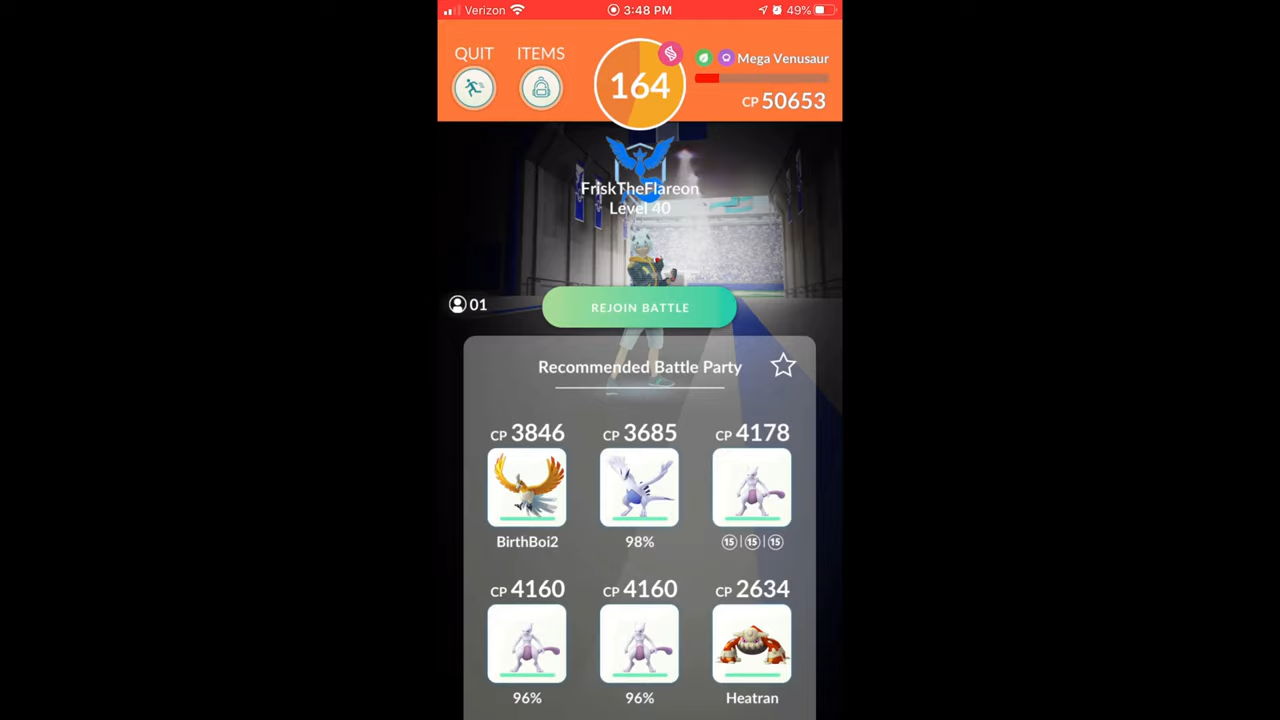 Verizon 3:48 PM 49%
QUIT ITEMS 164 Mega Venusaur
CP 50653
FriskTheFlareon
Level 40
01 REJOIN BATTLE
Recommended Battle Party
CP 3846 CP 3685 CP 4178
BirthBoi2 98% 15 | 15 | 15
CP 4160 CP 4160 CP 2634
96% 96% Heatran